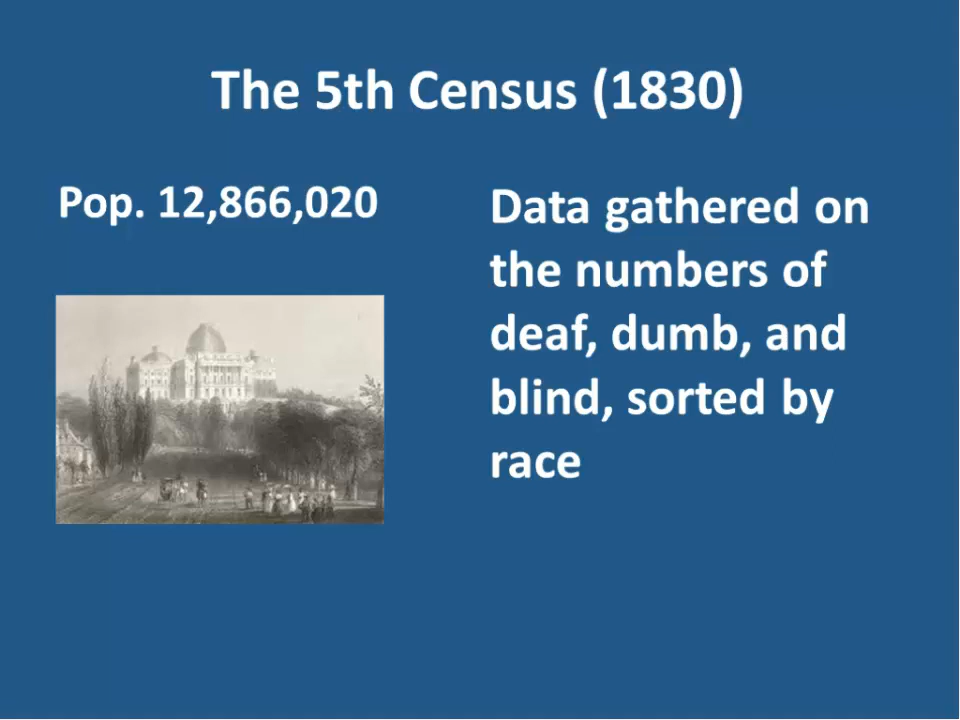 The 5th Census (1830)
Pop. 12,866,020
Data gathered on
the numbers of
deaf, dumb, and
blind, sorted by
race